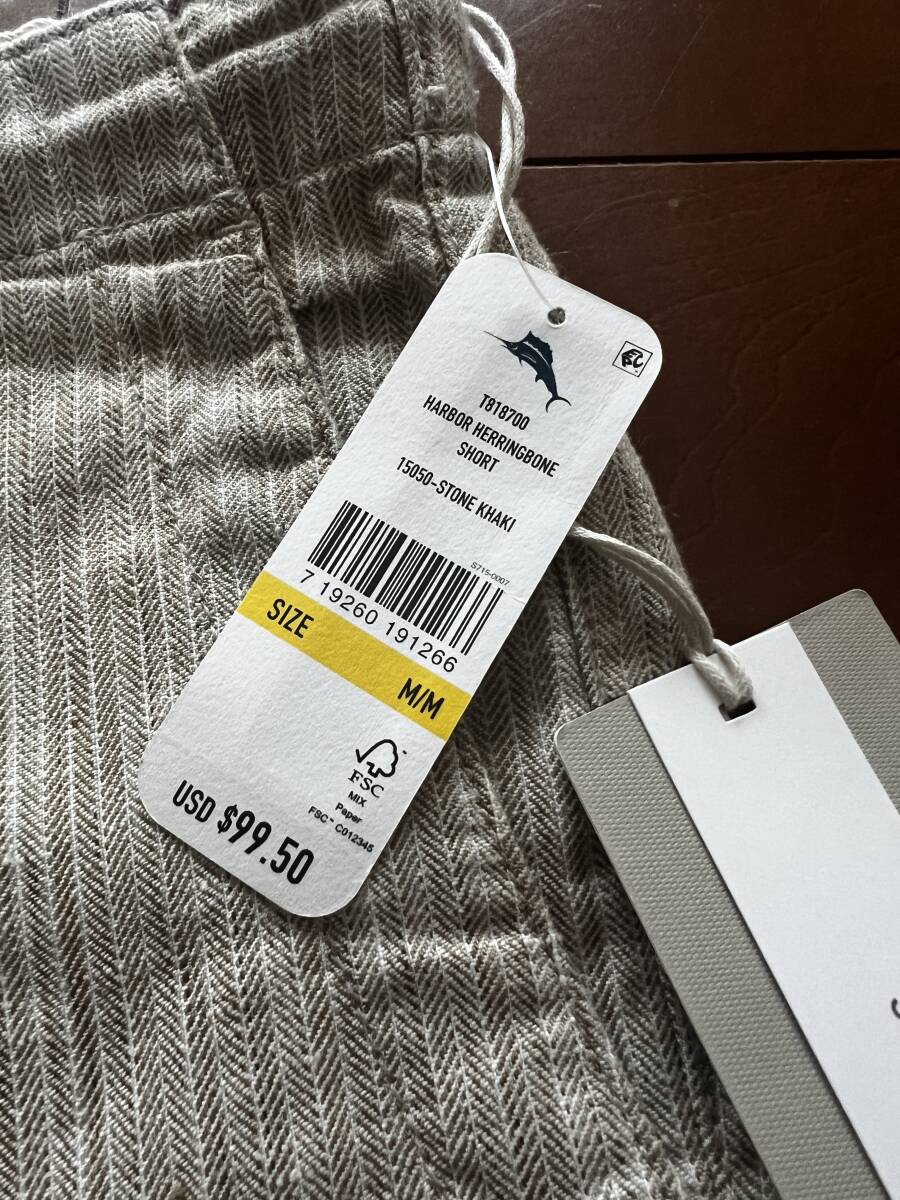 T818700
HARBOR HERRINGBONE
SHORT
15050-STONE KHAKI
S715-0007
7 19260 191266
SIZE
M/M
FSC
MIX
Paper
FSC™ C012345
USD $99.50